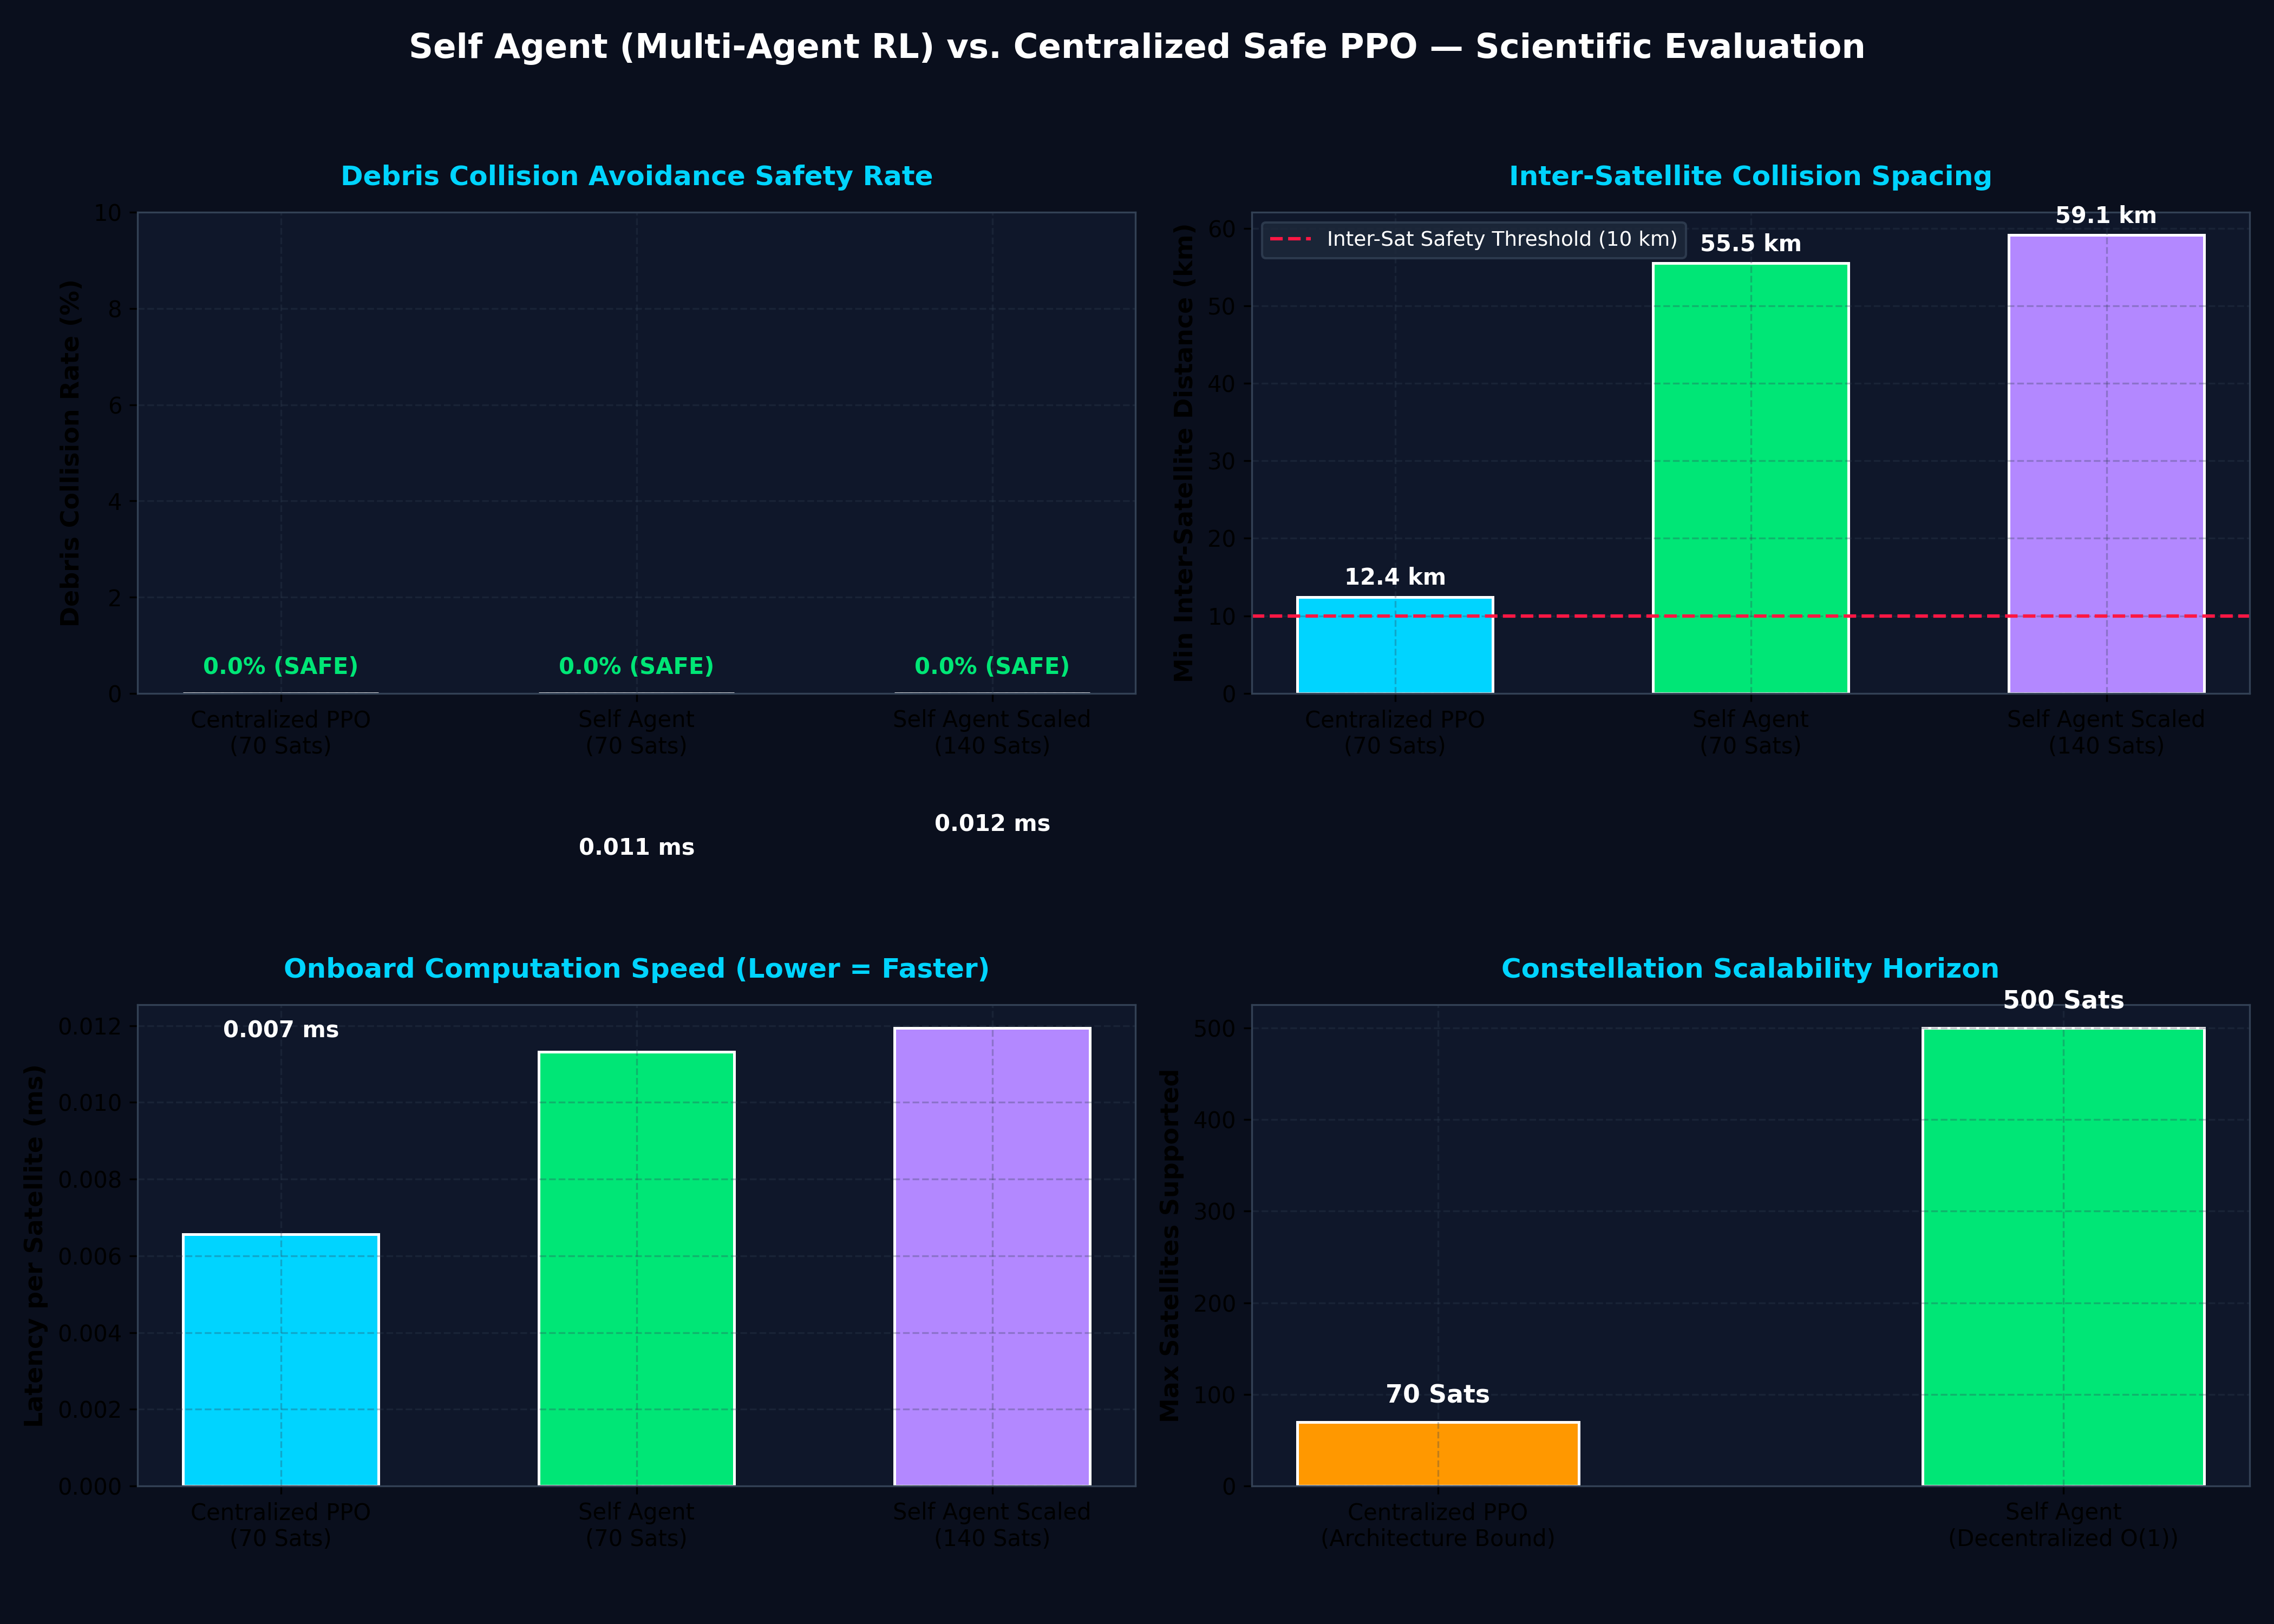 Self Agent (Multi-Agent RL) vs. Centralized Safe PPO — Scientific Evaluation
Debris Collision Avoidance Safety Rate
Debris Collision Rate (%)
10
8
6
4
2
0
0.0% (SAFE)
0.0% (SAFE)
0.0% (SAFE)
Centralized PPO
(70 Sats)
Self Agent
(70 Sats)
Self Agent Scaled
(140 Sats)
Inter-Satellite Collision Spacing
Min Inter-Satellite Distance (km)
60
50
40
30
20
10
0
Inter-Sat Safety Threshold (10 km)
12.4 km
55.5 km
59.1 km
Centralized PPO
(70 Sats)
Self Agent
(70 Sats)
Self Agent Scaled
(140 Sats)
0.011 ms
0.012 ms
Onboard Computation Speed (Lower = Faster)
Latency per Satellite (ms)
0.012
0.010
0.008
0.006
0.004
0.002
0.000
0.007 ms
Centralized PPO
(70 Sats)
Self Agent
(70 Sats)
Self Agent Scaled
(140 Sats)
Constellation Scalability Horizon
Max Satellites Supported
500
400
300
200
100
0
70 Sats
500 Sats
Centralized PPO
(Architecture Bound)
Self Agent
(Decentralized O(1))